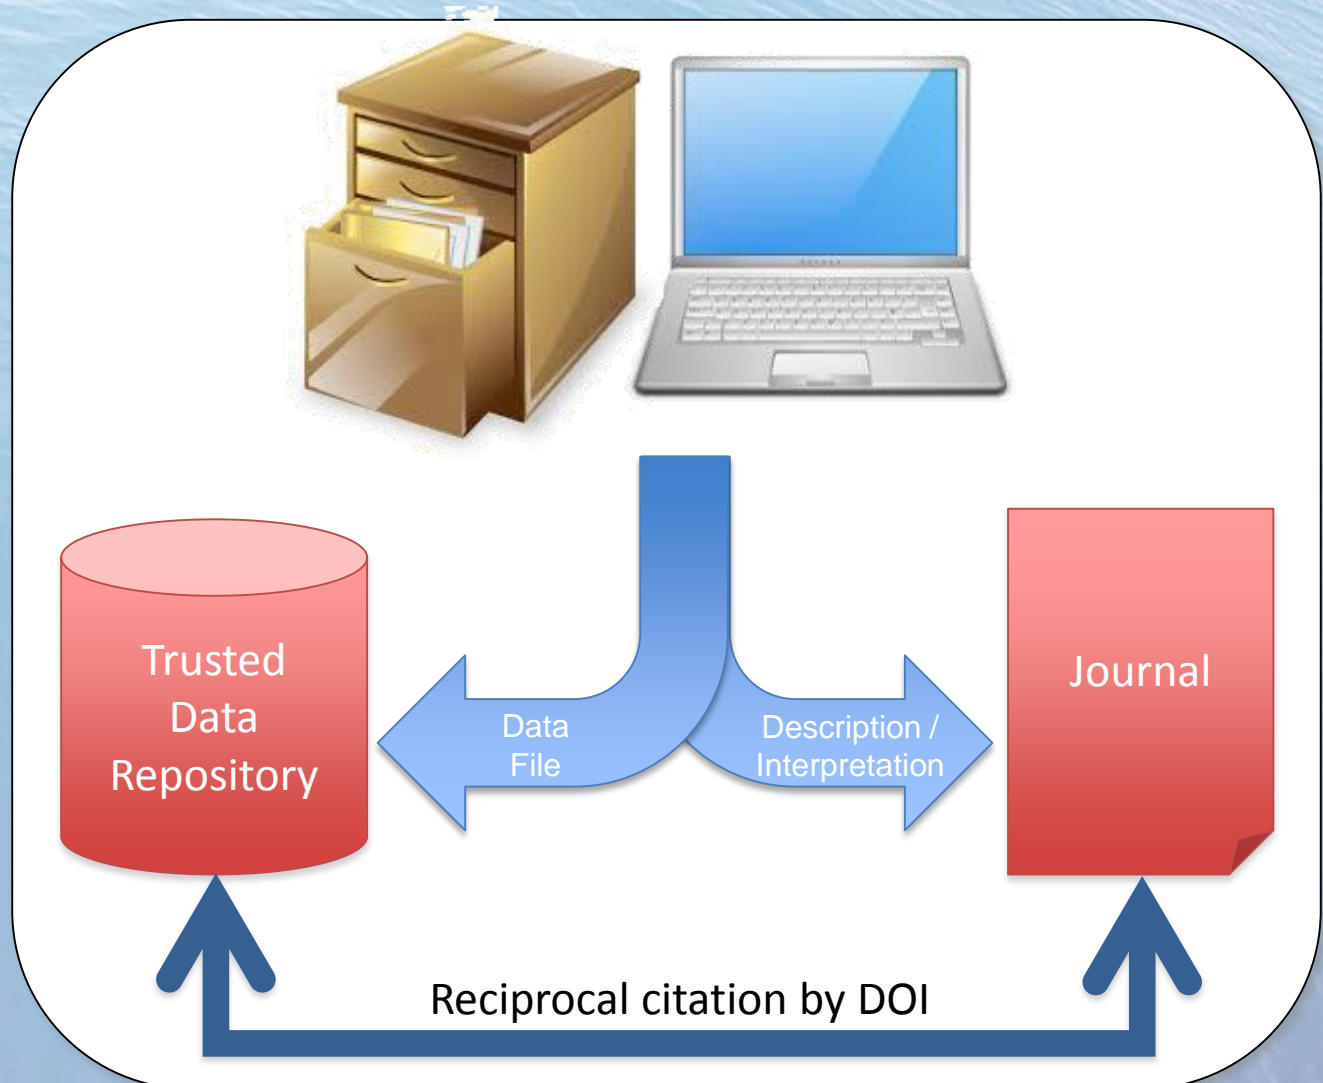 Trusted
Data
Repository
Data
File
Description /
Interpretation
Journal
Reciprocal citation by DOI